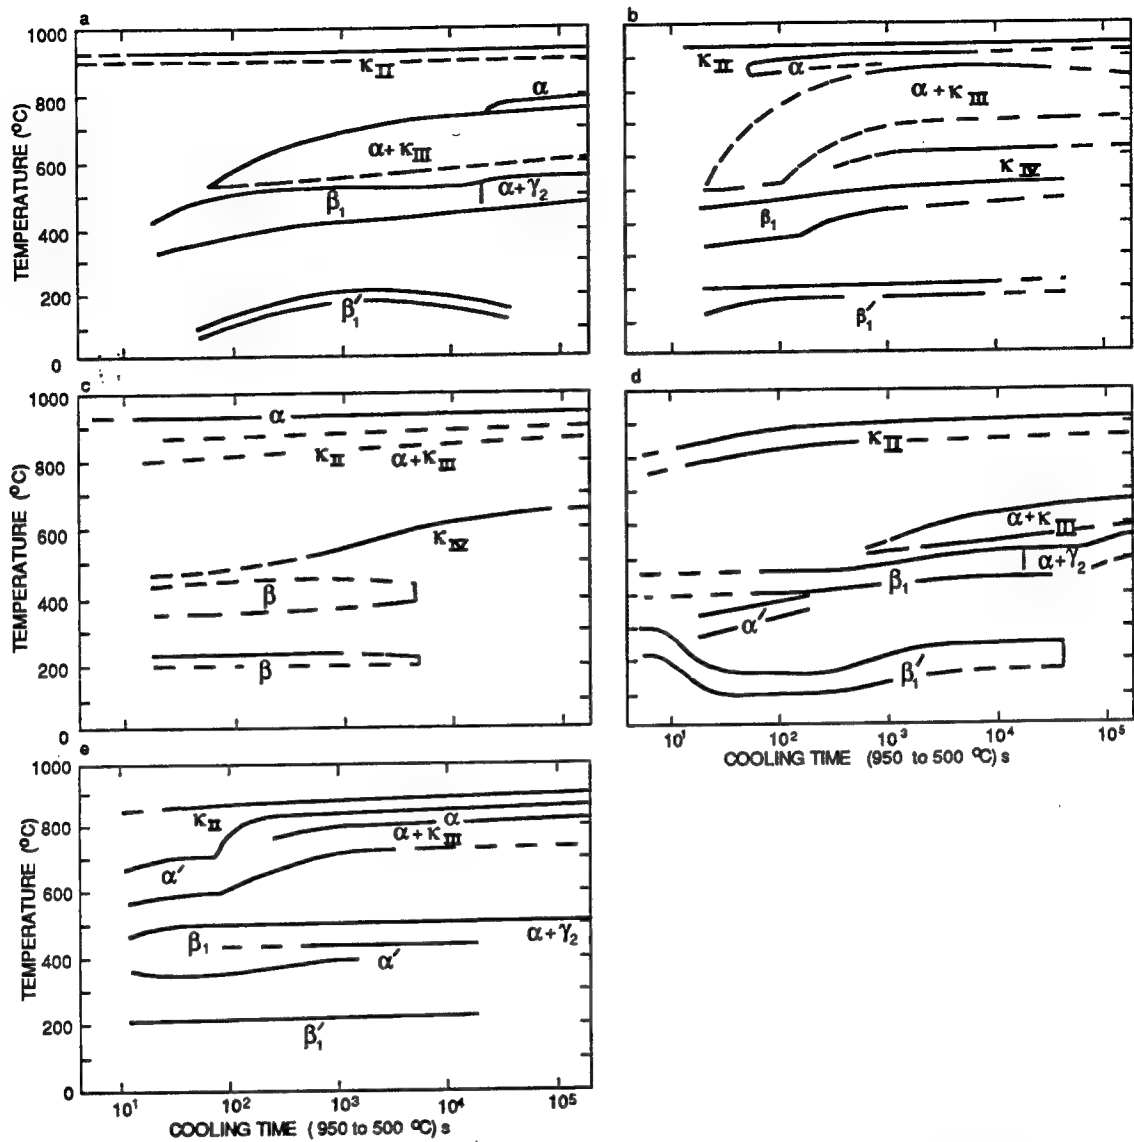 a
1000
800
600
400
200
0
TEMPERATURE (°C)
κII
α
α+κIII
β1
α+γ2
β1′
b
κII
α
α+κIII
κIV
β1
β1′
c
1000
800
600
400
200
0
TEMPERATURE (°C)
α
κII
α+κIII
κIV
β
β
d
κII
α+κIII
α+γ2
β1
α′
β1′
10¹ 10² 10³ 10⁴ 10⁵
COOLING TIME (950 to 500 °C) s
e
1000
800
600
400
200
0
TEMPERATURE (°C)
κII
α
α+κIII
α′
α+γ2
β1
α′
β1′
10¹ 10² 10³ 10⁴ 10⁵
COOLING TIME (950 to 500 °C) s